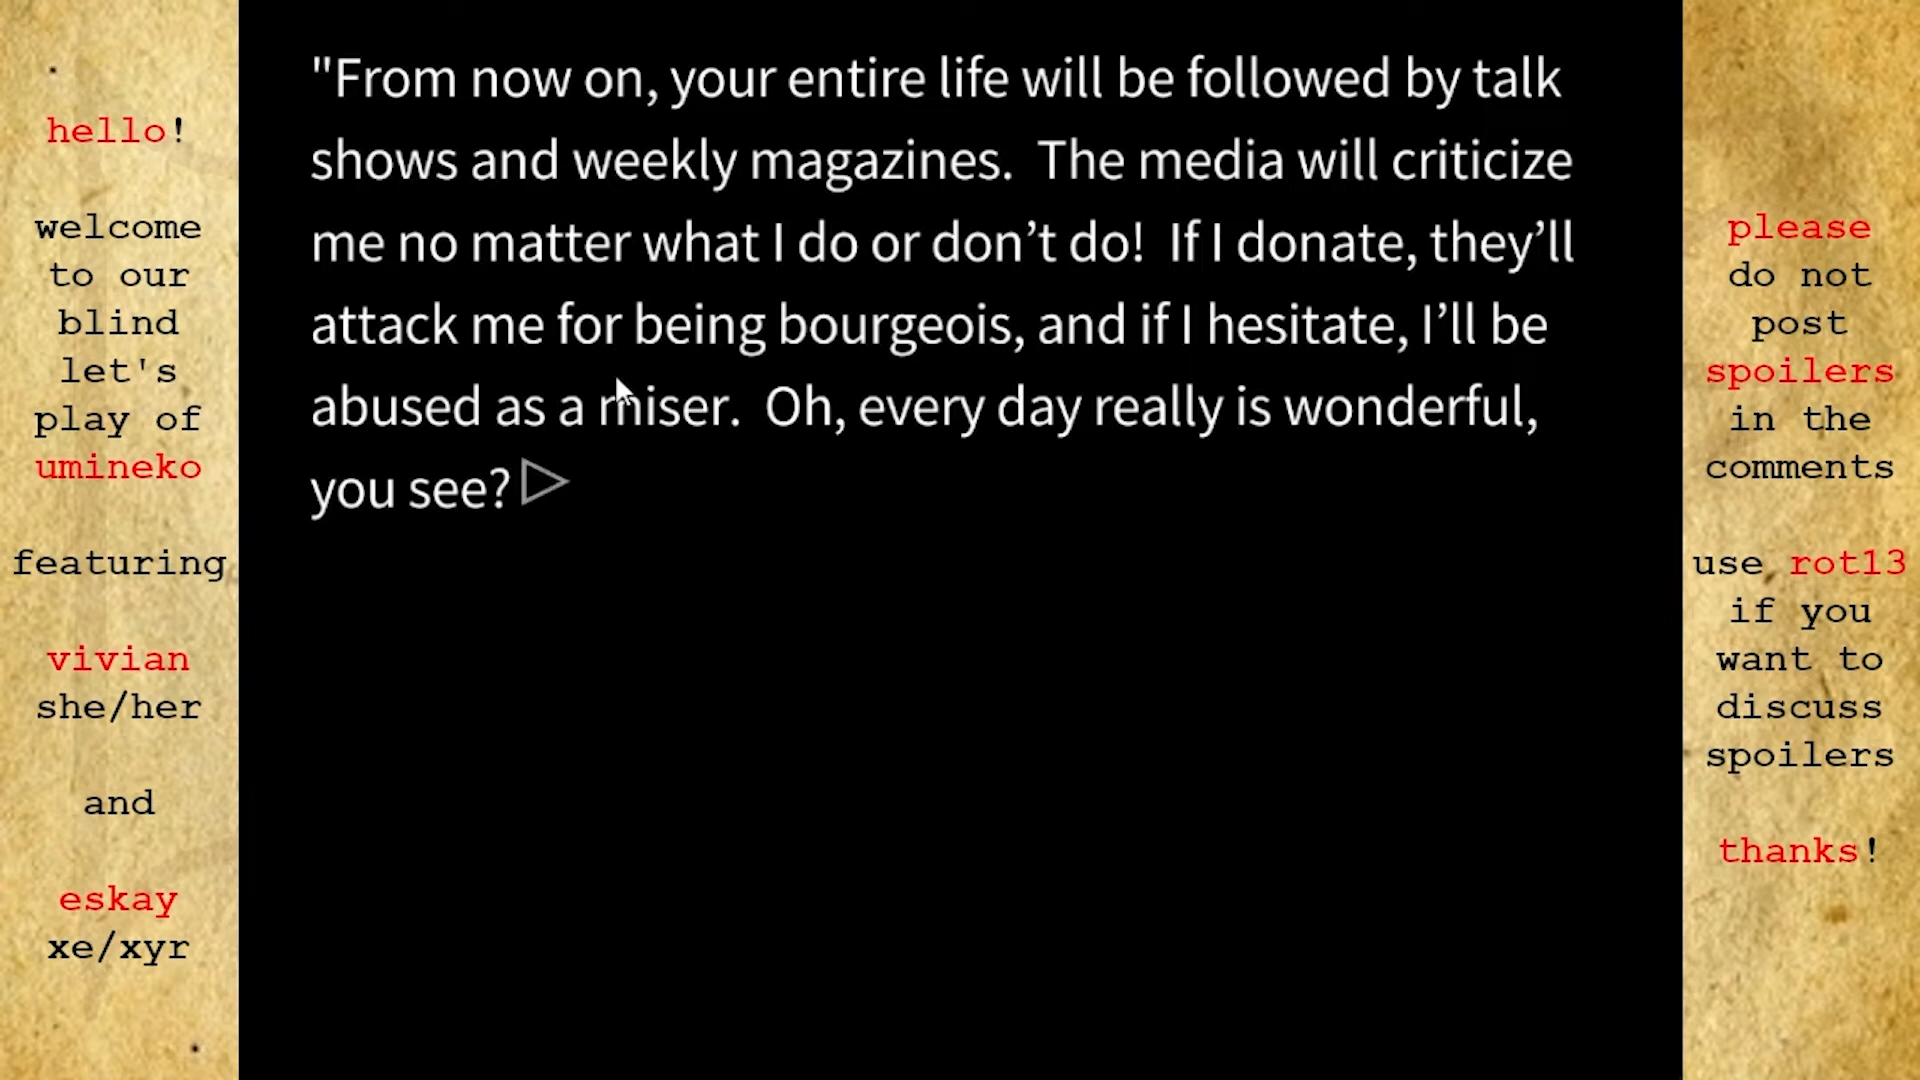 hello!
welcome
to our
blind
let's
play of
umineko
featuring
vivian
she/her
and
eskay
xe/xyr
"From now on, your entire life will be followed by talk
shows and weekly magazines.  The media will criticize
me no matter what I do or don’t do!  If I donate, they’ll
attack me for being bourgeois, and if I hesitate, I’ll be
abused as a miser.  Oh, every day really is wonderful,
you see?
please
do not
post
spoilers
in the
comments
use rot13
if you
want to
discuss
spoilers
thanks!